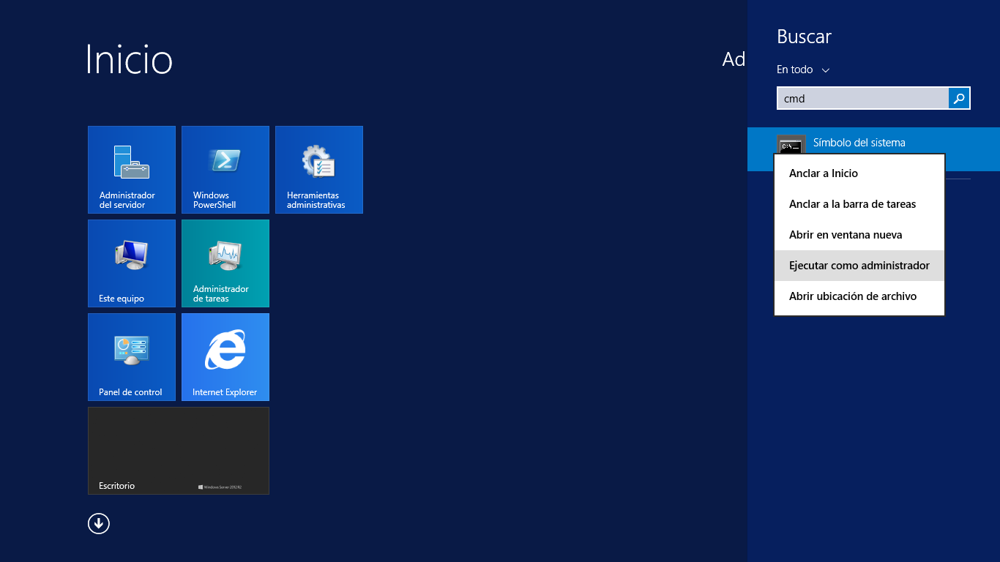 Inicio
Ad
Buscar
En todo
cmd
Símbolo del sistema
Anclar a Inicio
Anclar a la barra de tareas
Abrir en ventana nueva
Ejecutar como administrador
Abrir ubicación de archivo
Administrador
del servidor
Windows
PowerShell
Herramientas
administrativas
Este equipo
Administrador
de tareas
Panel de control
Internet Explorer
Escritorio
Windows Server 2012 R2
C:\_